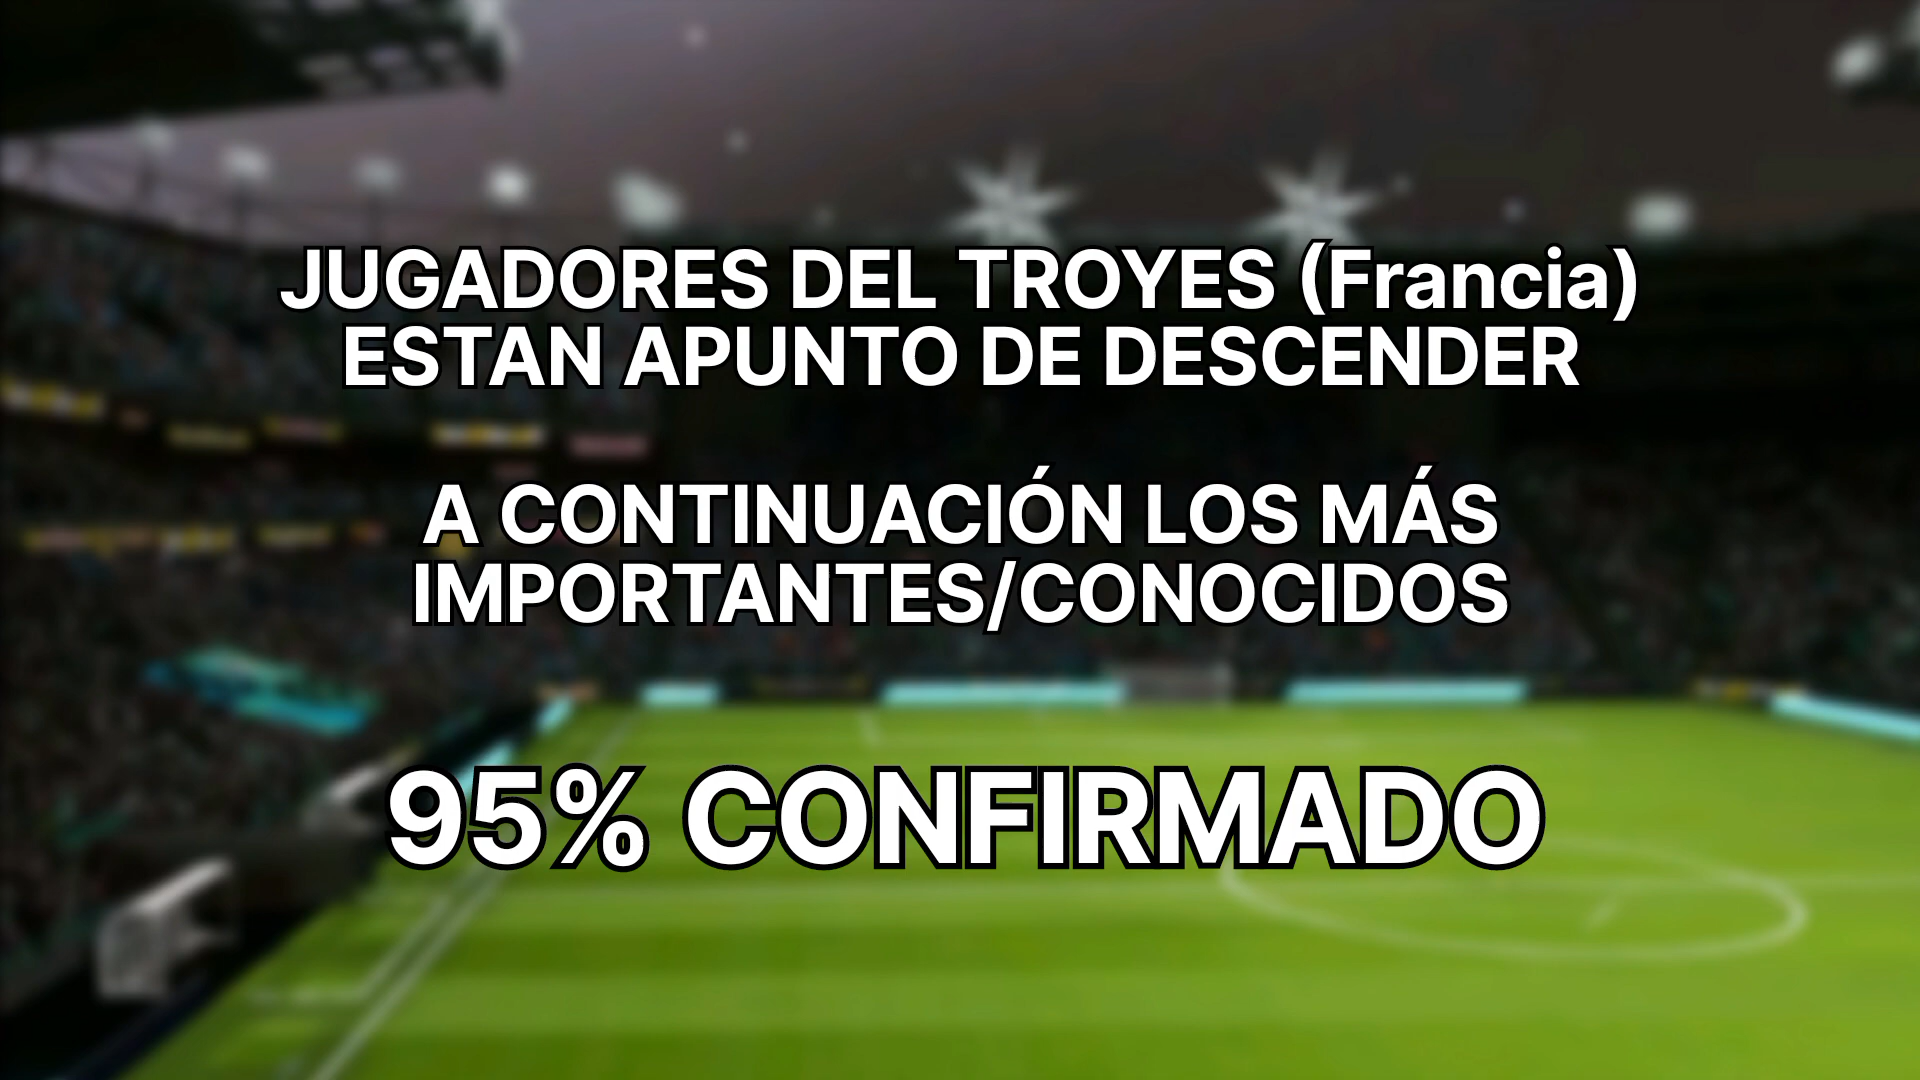 JUGADORES DEL TROYES (Francia)
ESTAN APUNTO DE DESCENDER
A CONTINUACIÓN LOS MÁS
IMPORTANTES/CONOCIDOS
95% CONFIRMADO